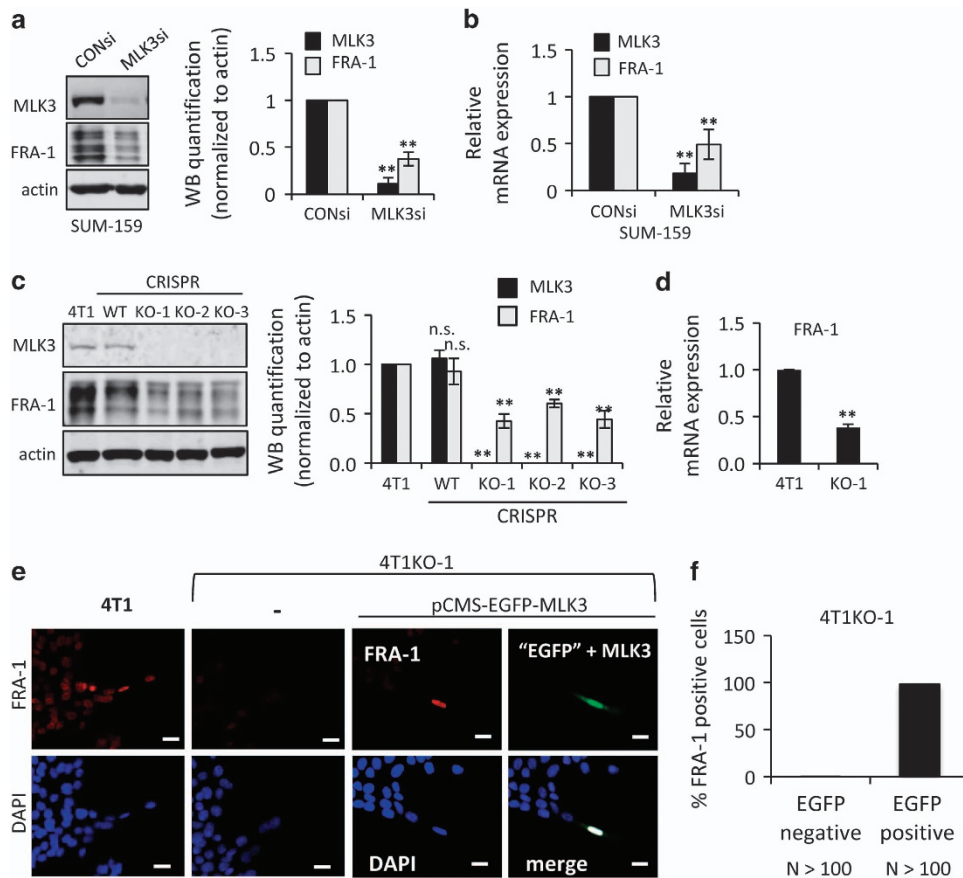 a
CONsi
MLK3si
MLK3
FRA-1
actin
SUM-159
WB quantification
(normalized to actin)
MLK3
FRA-1
1.5
1
0.5
0
**
**
CONsi MLK3si
b
Relative
mRNA expression
MLK3
FRA-1
1.5
1
0.5
0
**
**
CONsi MLK3si
SUM-159
c
CRISPR
4T1 WT KO-1 KO-2 KO-3
MLK3
FRA-1
actin
WB quantification
(normalized to actin)
MLK3
FRA-1
1.5
1.0
0.5
0.0
n.s.
n.s.
**
**
**
** ** **
4T1 WT KO-1 KO-2 KO-3
CRISPR
d
Relative
mRNA expression
FRA-1
1.5
1.0
0.5
0.0
**
4T1 KO-1
e
4T1KO-1
4T1
-
pCMS-EGFP-MLK3
FRA-1
FRA-1
"EGFP" + MLK3
DAPI
DAPI
merge
f
4T1KO-1
% FRA-1 positive cells
150
100
50
0
EGFP EGFP
negative positive
N > 100 N > 100